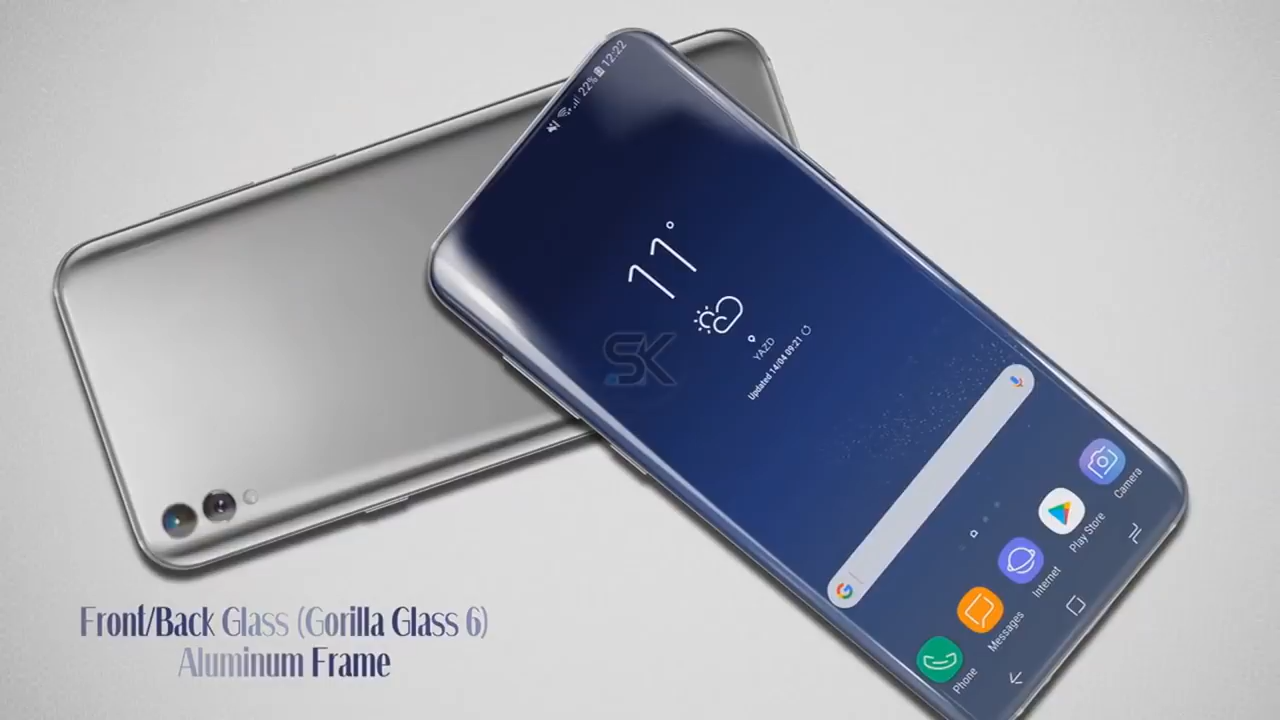 22% 12:22
11°
YAZD
Updated 14/04 09:21
SK
Camera
Play Store
Internet
Messages
Phone
Front/Back Glass (Gorilla Glass 6)
Aluminum Frame